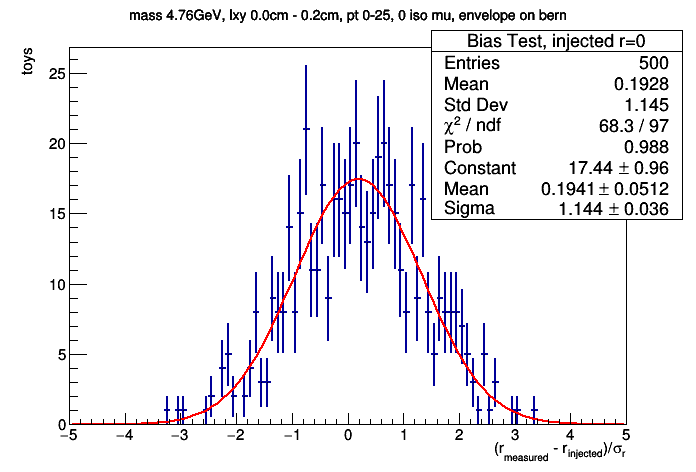 mass 4.76GeV, lxy 0.0cm - 0.2cm, pt 0-25, 0 iso mu, envelope on bern
Bias Test, injected r=0
Entries 500
Mean 0.1928
Std Dev 1.145
χ² / ndf 68.3 / 97
Prob 0.988
Constant 17.44 ± 0.96
Mean 0.1941 ± 0.0512
Sigma 1.144 ± 0.036
toys
25
20
15
10
5
0
−5 −4 −3 −2 −1 0 1 2 3 4 5
(r_measured - r_injected)/σ_r